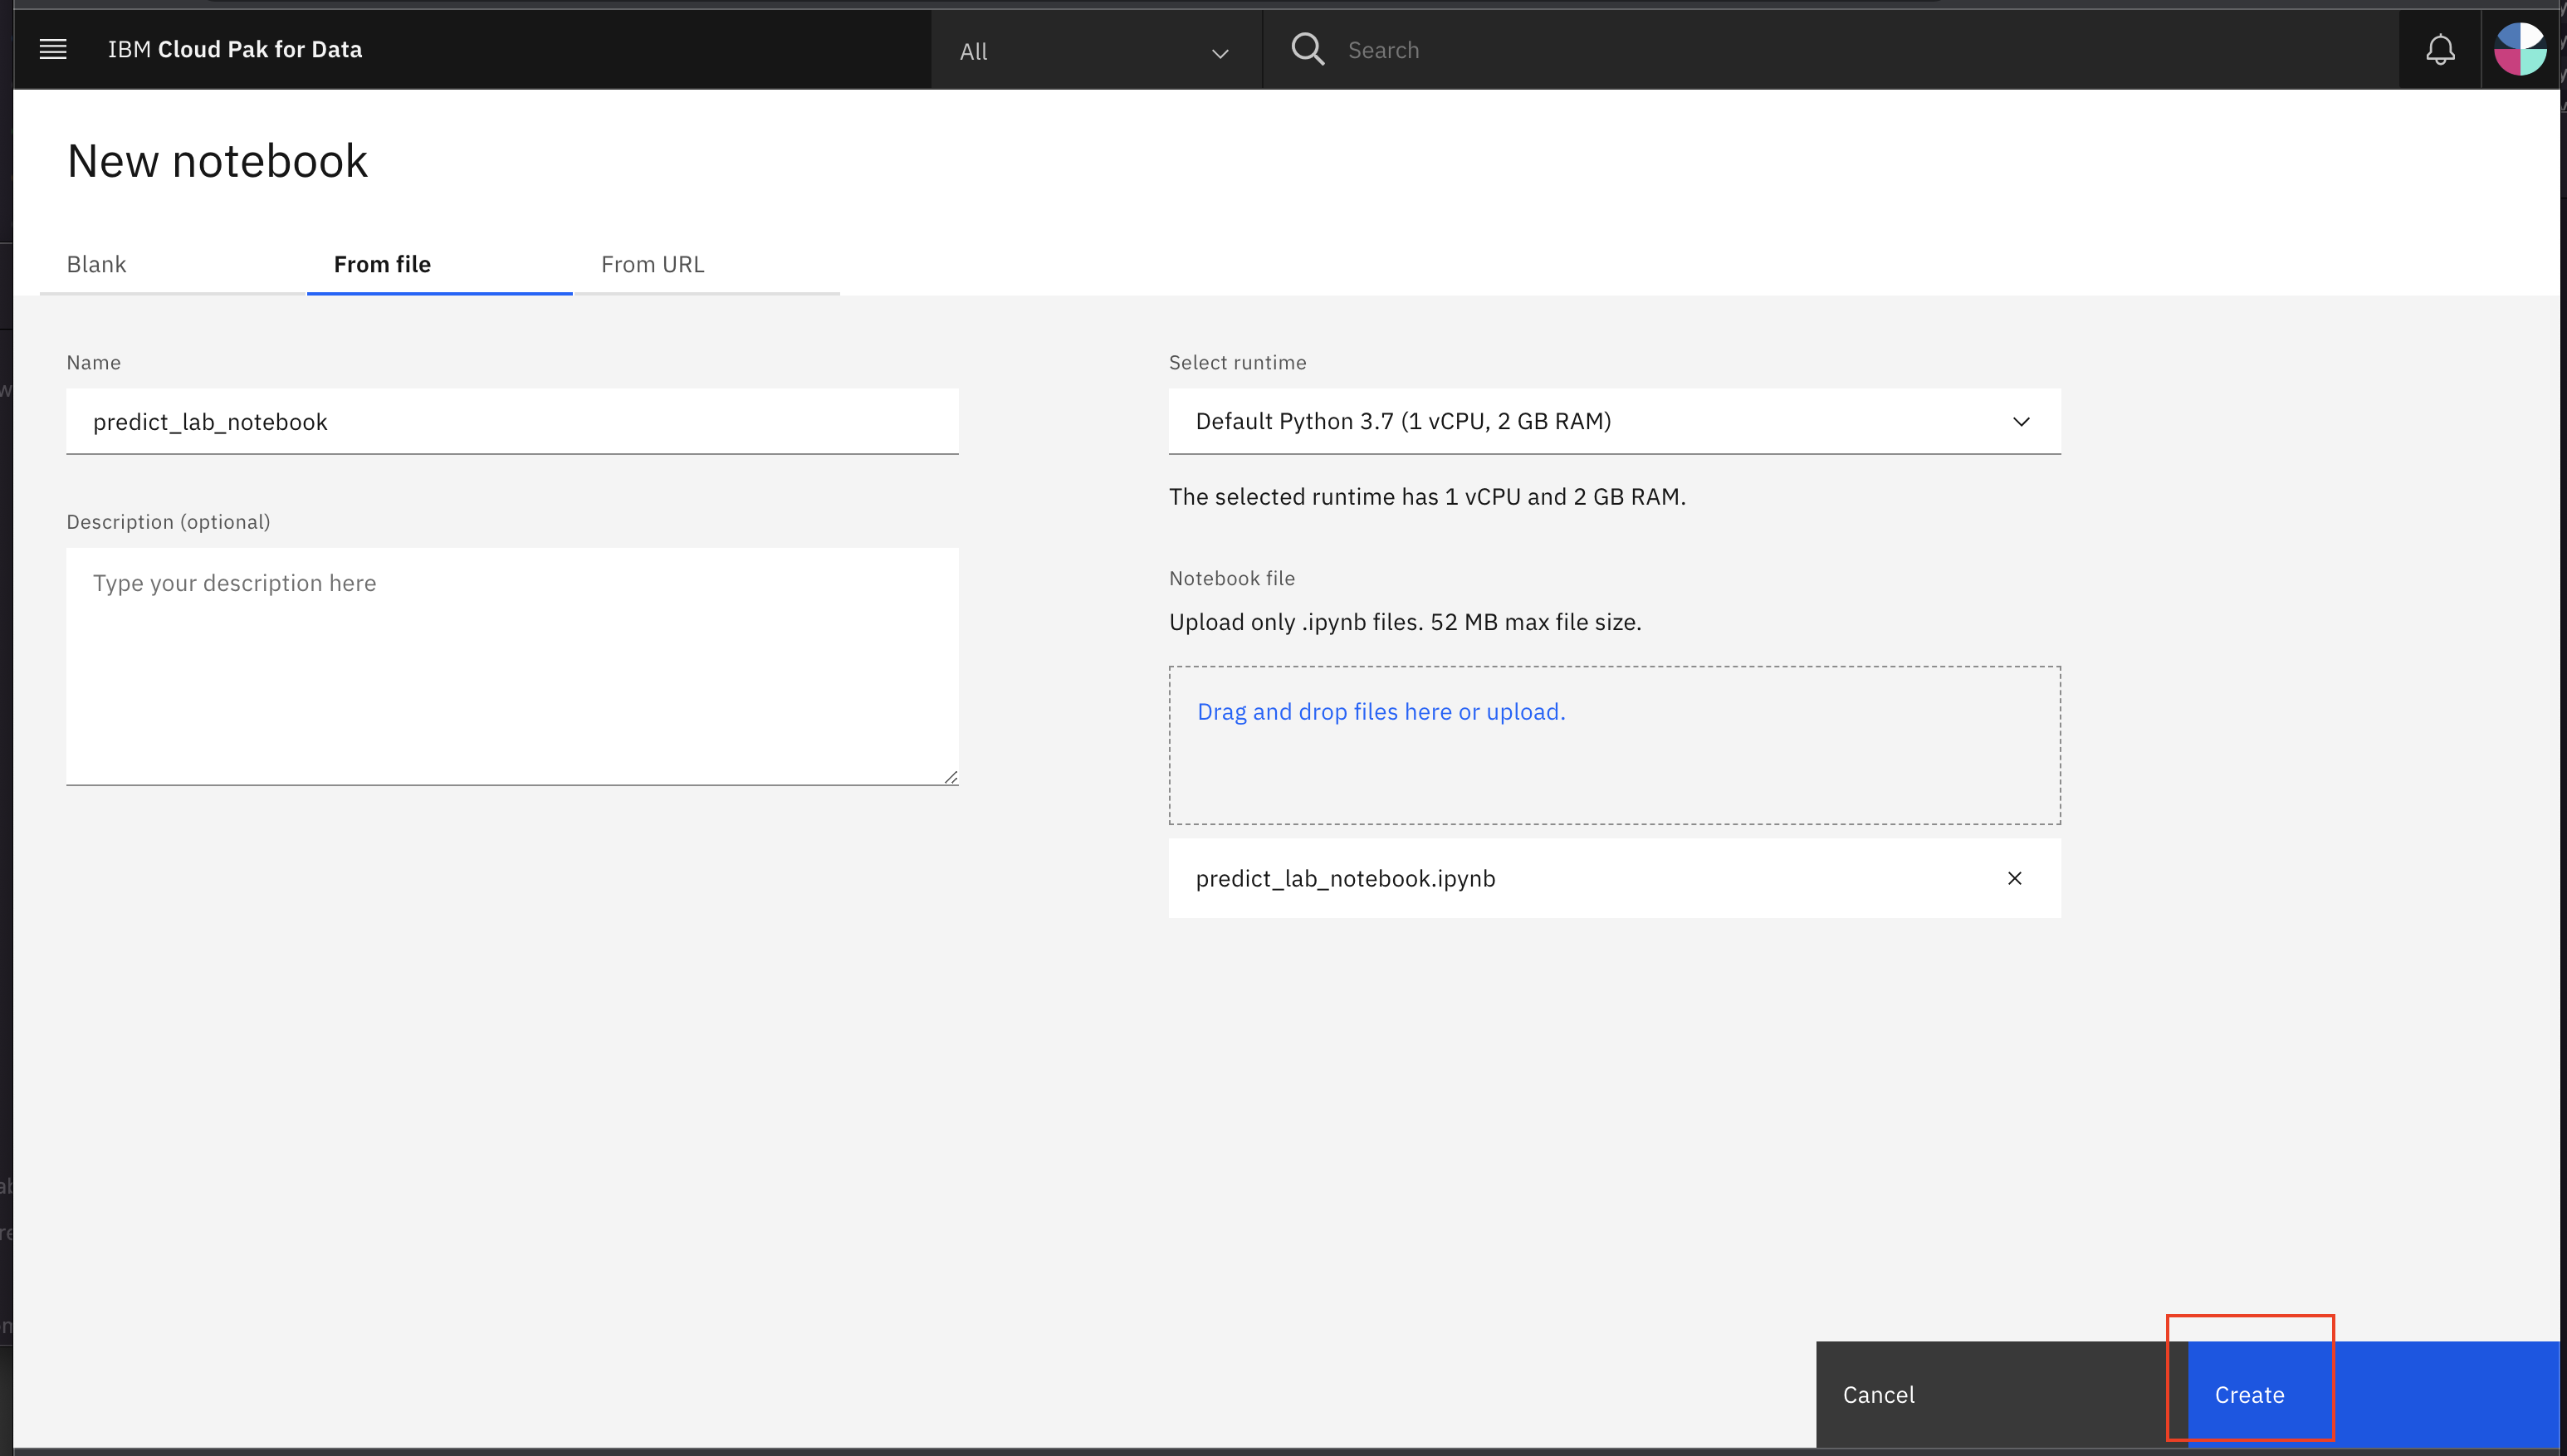 IBM Cloud Pak for Data
All
Search
New notebook
Blank
From file
From URL
Name
predict_lab_notebook
Description (optional)
Type your description here
Select runtime
Default Python 3.7 (1 vCPU, 2 GB RAM)
The selected runtime has 1 vCPU and 2 GB RAM.
Notebook file
Upload only .ipynb files. 52 MB max file size.
Drag and drop files here or upload.
predict_lab_notebook.ipynb
Cancel
Create